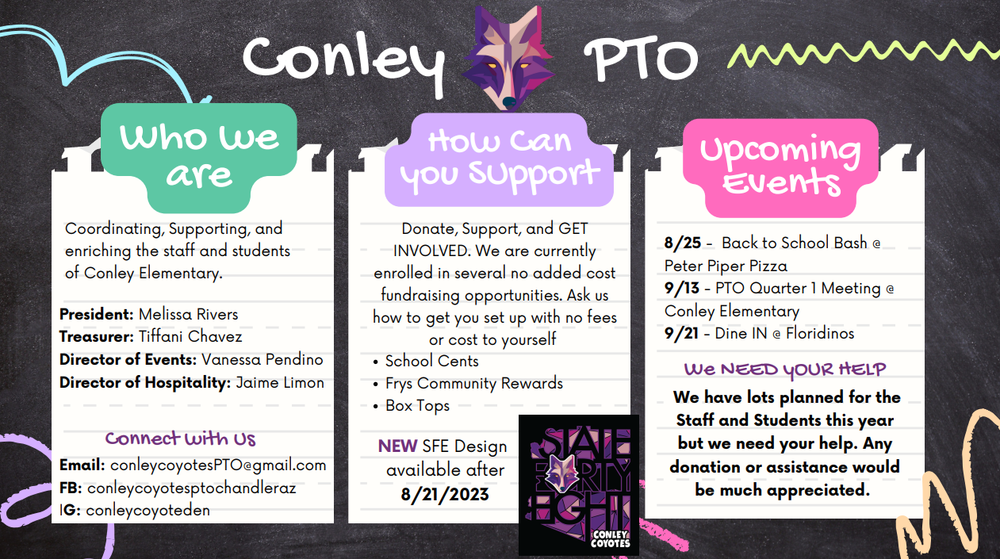 Conley PTO
Who We
are
Coordinating, Supporting, and
enriching the staff and students
of Conley Elementary.
President: Melissa Rivers
Treasurer: Tiffani Chavez
Director of Events: Vanessa Pendino
Director of Hospitality: Jaime Limon
Connect with Us
Email: conleycoyotesPTO@gmail.com
FB: conleycoyotesptochandleraz
IG: conleycoyoteden
How Can
you Support
Donate, Support, and GET
INVOLVED. We are currently
enrolled in several no added cost
fundraising opportunities. Ask us
how to get you set up with no fees
or cost to yourself
• School Cents
• Frys Community Rewards
• Box Tops
NEW SFE Design
available after
8/21/2023
STATE
FORTY
EIGHT
CONLEY
COYOTES
Upcoming
Events
8/25 - Back to School Bash @
Peter Piper Pizza
9/13 - PTO Quarter 1 Meeting @
Conley Elementary
9/21 - Dine IN @ Floridinos
We NEED YOUR HELP
We have lots planned for the
Staff and Students this year
but we need your help. Any
donation or assistance would
be much appreciated.